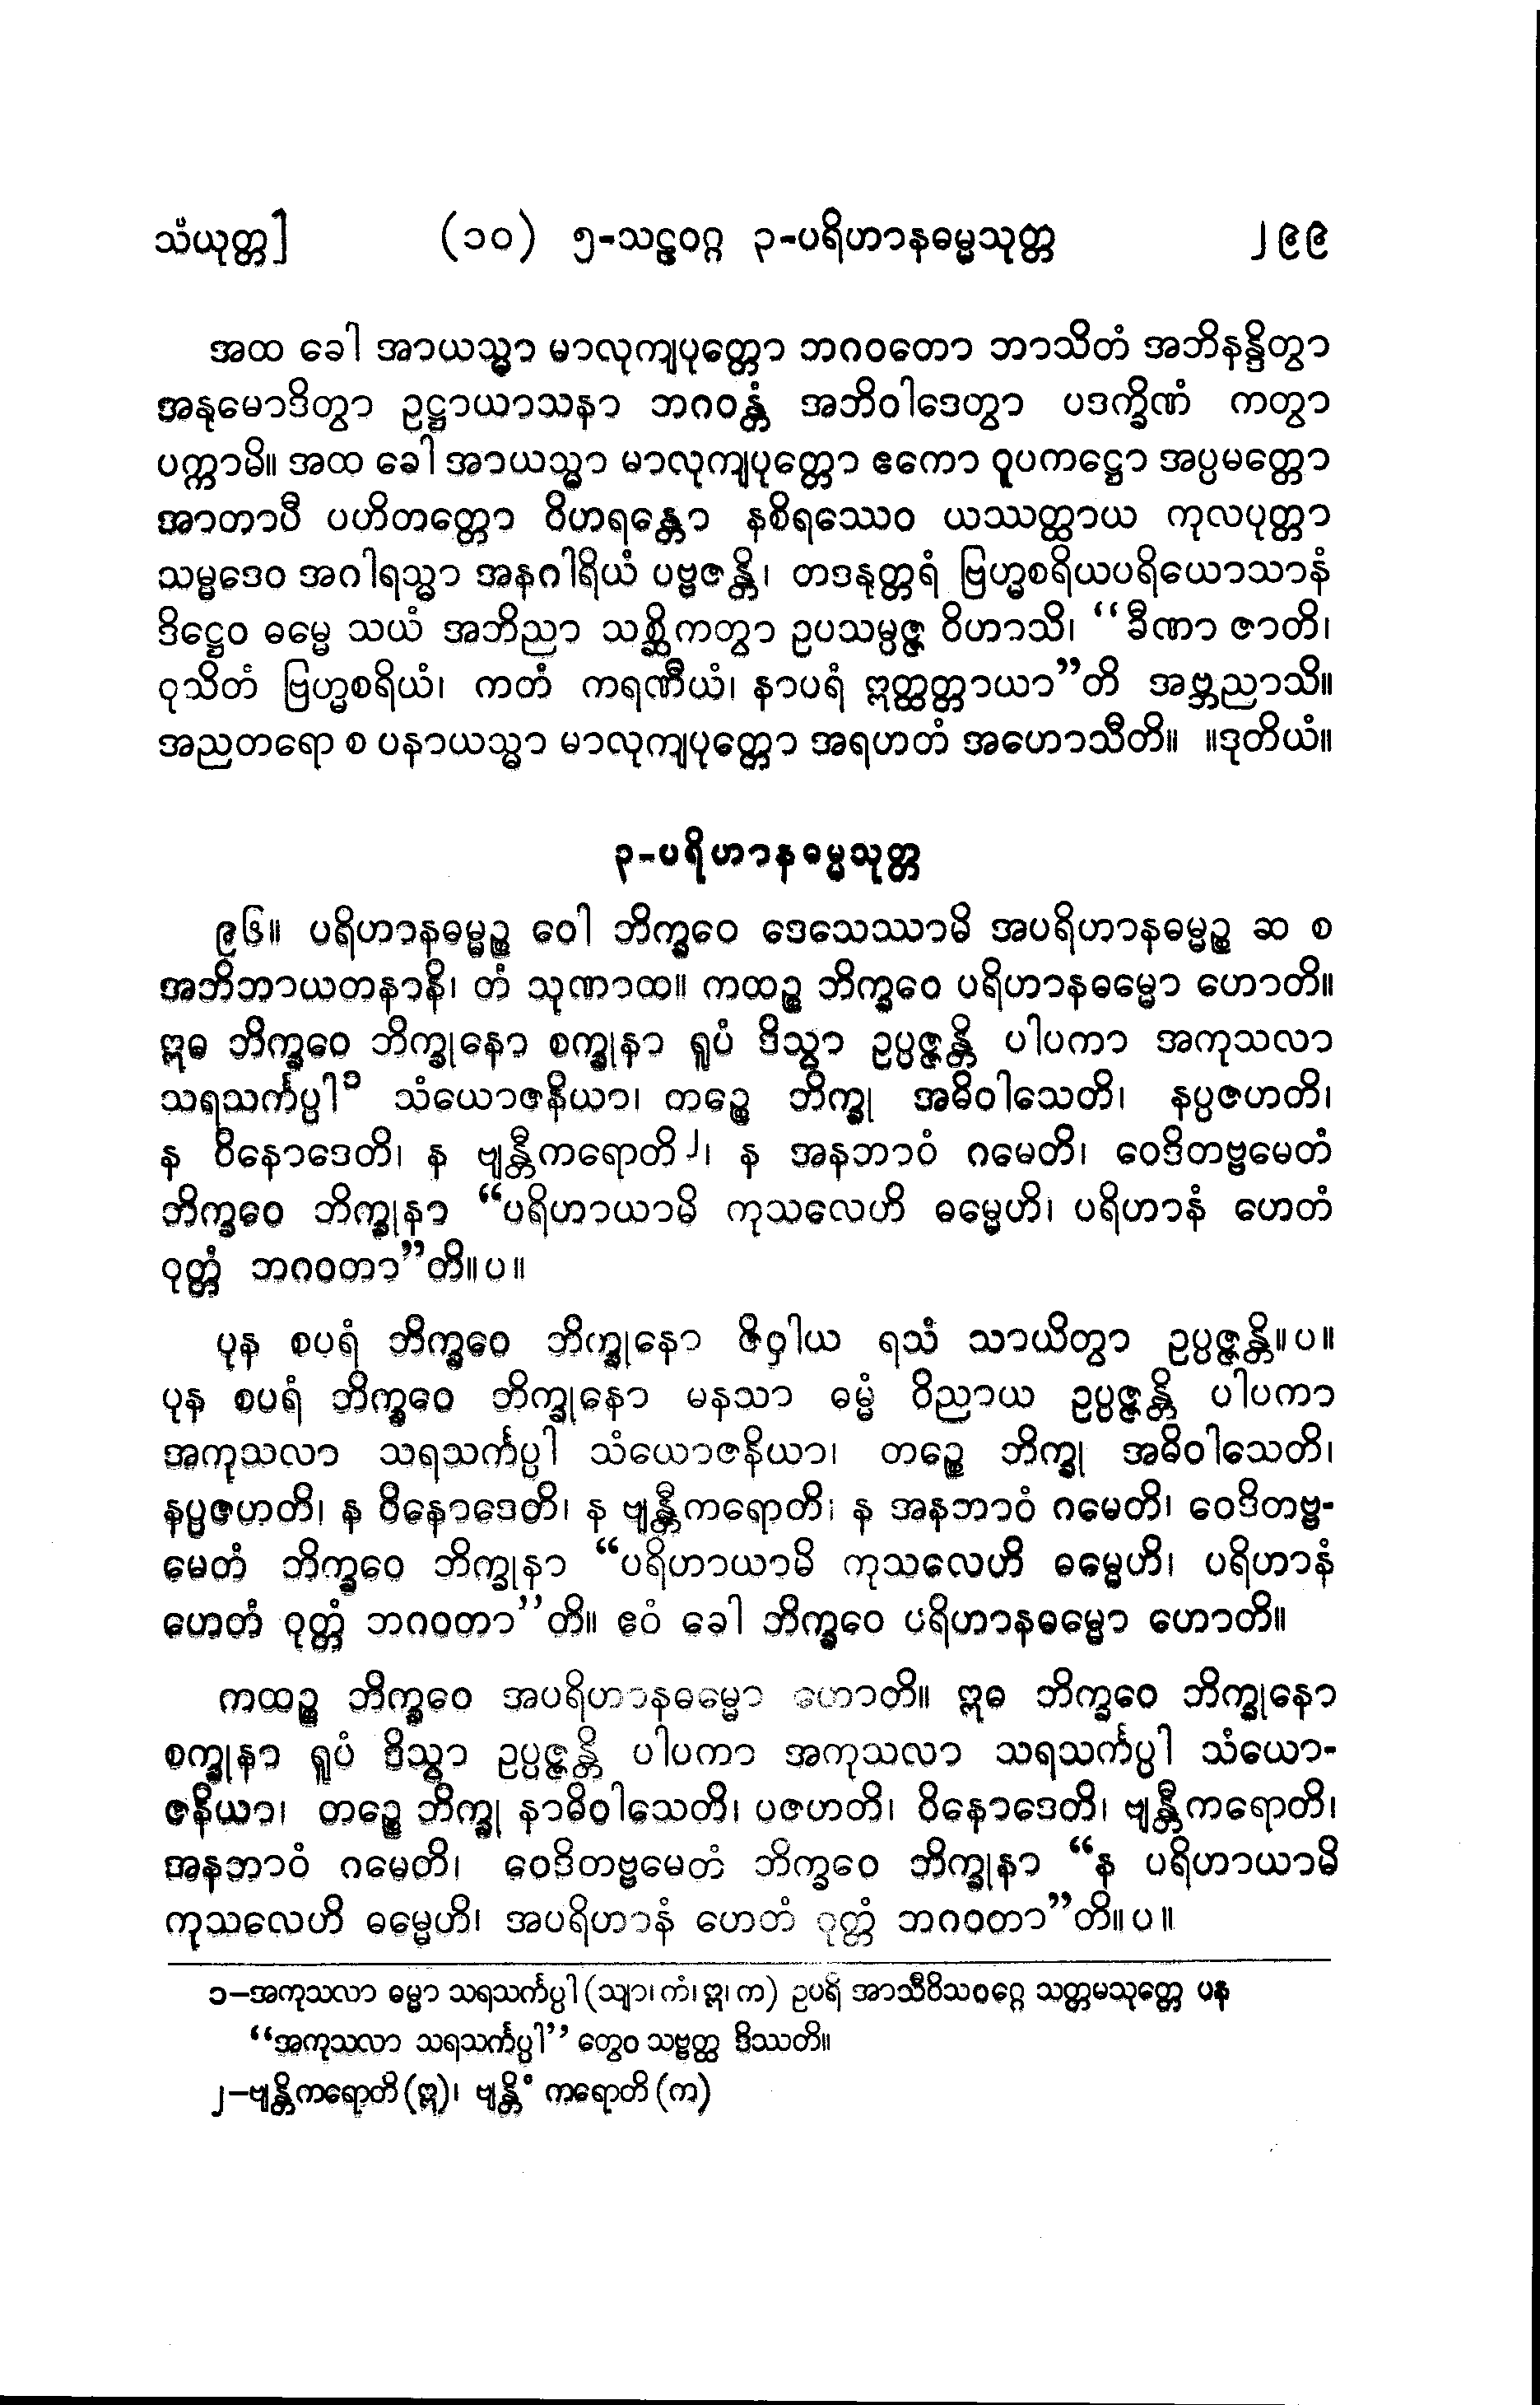 သံယုတ္တ]
(၁၀) ၅-သဠဝဂ္ဂ ၃-ပရိဟာနဓမ္မသုတ္တ
၂၉၉
အထ ခေါ အာယသ္မာ မာလုကျပုတ္တော ဘဂဝတော ဘာသိတံ အဘိနန္ဒိတွာ
အနုမောဒိတွာ ဥဋ္ဌာယာသနာ ဘဂဝန္တံ အဘိဝါဒေတွာ ပဒက္ခိဏံ ကတွာ
ပက္ကာမိ။ အထ ခေါ အာယသ္မာ မာလုကျပုတ္တော ဧကော ဝူပကဋ္ဌော အပ္ပမတ္တော
အာတာပီ ပဟိတတ္တော ဝိဟရန္တော နစိရဿေဝ ယဿတ္ထာယ ကုလပုတ္တာ
သမ္မဒေဝ အဂါရသ္မာ အနဂါရိယံ ပဗ္ဗဇန္တိ၊ တဒနုတ္တရံ ဗြဟ္မစရိယပရိယောသာနံ
ဒိဋ္ဌေဝ ဓမ္မေ သယံ အဘိညာ သစ္ဆိကတွာ ဥပသမ္ပဇ္ဇ ဝိဟာသိ၊ “ခီဏာ ဇာတိ၊
ဝုသိတံ ဗြဟ္မစရိယံ၊ ကတံ ကရဏီယံ၊ နာပရံ ဣတ္ထတ္တာယာ”တိ အဗ္ဘညာသိ။
အညတရော စ ပနာယသ္မာ မာလုကျပုတ္တော အရဟတံ အဟောသီတိ။ ။ဒုတိယံ။
၃-ပရိဟာနဓမ္မသုတ္တ
၉၆။ ပရိဟာနဓမ္မဉ္စ ဝေါ ဘိက္ခဝေ ဒေသေဿာမိ အပရိဟာနဓမ္မဉ္စ ဆ စ
အဘိဘာယတနာနိ၊ တံ သုဏာထ။ ကထဉ္စ ဘိက္ခဝေ ပရိဟာနဓမ္မော ဟောတိ။
ဣဓ ဘိက္ခဝေ ဘိက္ခုနော စက္ခုနာ ရူပံ ဒိသွာ ဥပ္ပဇ္ဇန္တိ ပါပကာ အကုသလာ
သရသင်္ကပ္ပါ၁ သံယောဇနိယာ၊ တဉ္စေ ဘိက္ခု အဓိဝါသေတိ၊ နပ္ပဇဟတိ၊
န ဝိနောဒေတိ၊ န ဗျန္တီကရောတိ၂၊ န အနဘာဝံ ဂမေတိ၊ ဝေဒိတဗ္ဗမေတံ
ဘိက္ခဝေ ဘိက္ခုနာ “ပရိဟာယာမိ ကုသလေဟိ ဓမ္မေဟိ၊ ပရိဟာနံ ဟေတံ
ဝုတ္တံ ဘဂဝတာ”တိ။ပ။
ပုန စပရံ ဘိက္ခဝေ ဘိက္ခုနော ဇိဝှါယ ရသံ သာယိတွာ ဥပ္ပဇ္ဇန္တိ။ပ။
ပုန စပရံ ဘိက္ခဝေ ဘိက္ခုနော မနသာ ဓမ္မံ ဝိညာယ ဥပ္ပဇ္ဇန္တိ ပါပကာ
အကုသလာ သရသင်္ကပ္ပါ သံယောဇနိယာ၊ တဉ္စေ ဘိက္ခု အဓိဝါသေတိ၊
နပ္ပဇဟတိ၊ န ဝိနောဒေတိ၊ န ဗျန္တီကရောတိ၊ န အနဘာဝံ ဂမေတိ၊ ဝေဒိတဗ္ဗ-
မေတံ ဘိက္ခဝေ ဘိက္ခုနာ “ပရိဟာယာမိ ကုသလေဟိ ဓမ္မေဟိ၊ ပရိဟာနံ
ဟေတံ ဝုတ္တံ ဘဂဝတာ”တိ။ ဧဝံ ခေါ ဘိက္ခဝေ ပရိဟာနဓမ္မော ဟောတိ။
ကထဉ္စ ဘိက္ခဝေ အပရိဟာနဓမ္မော ဟောတိ။ ဣဓ ဘိက္ခဝေ ဘိက္ခုနော
စက္ခုနာ ရူပံ ဒိသွာ ဥပ္ပဇ္ဇန္တိ ပါပကာ အကုသလာ သရသင်္ကပ္ပါ သံယော-
ဇနိယာ၊ တဉ္စေ ဘိက္ခု နာဓိဝါသေတိ၊ ပဇဟတိ၊ ဝိနောဒေတိ၊ ဗျန္တီကရောတိ၊
အနဘာဝံ ဂမေတိ၊ ဝေဒိတဗ္ဗမေတံ ဘိက္ခဝေ ဘိက္ခုနာ “န ပရိဟာယာမိ
ကုသလေဟိ ဓမ္မေဟိ၊ အပရိဟာနံ ဟေတံ ဝုတ္တံ ဘဂဝတာ”တိ။ပ။
၁-အကုသလာ ဓမ္မာ သရသင်္ကပ္ပါ (သျာ၊ ကံ၊ ဣ၊ က) ဥပရိ အာသီဝိသဝဂ္ဂေ သတ္တမသုတ္တေ ပန
“အကုသလာ သရသင်္ကပ္ပါ” တွေဝ သဗ္ဗတ္ထ ဒိဿတိ။
၂-ဗျန္တိကရောတိ (ဣ)၊ ဗျန္တိံ ကရောတိ (က)